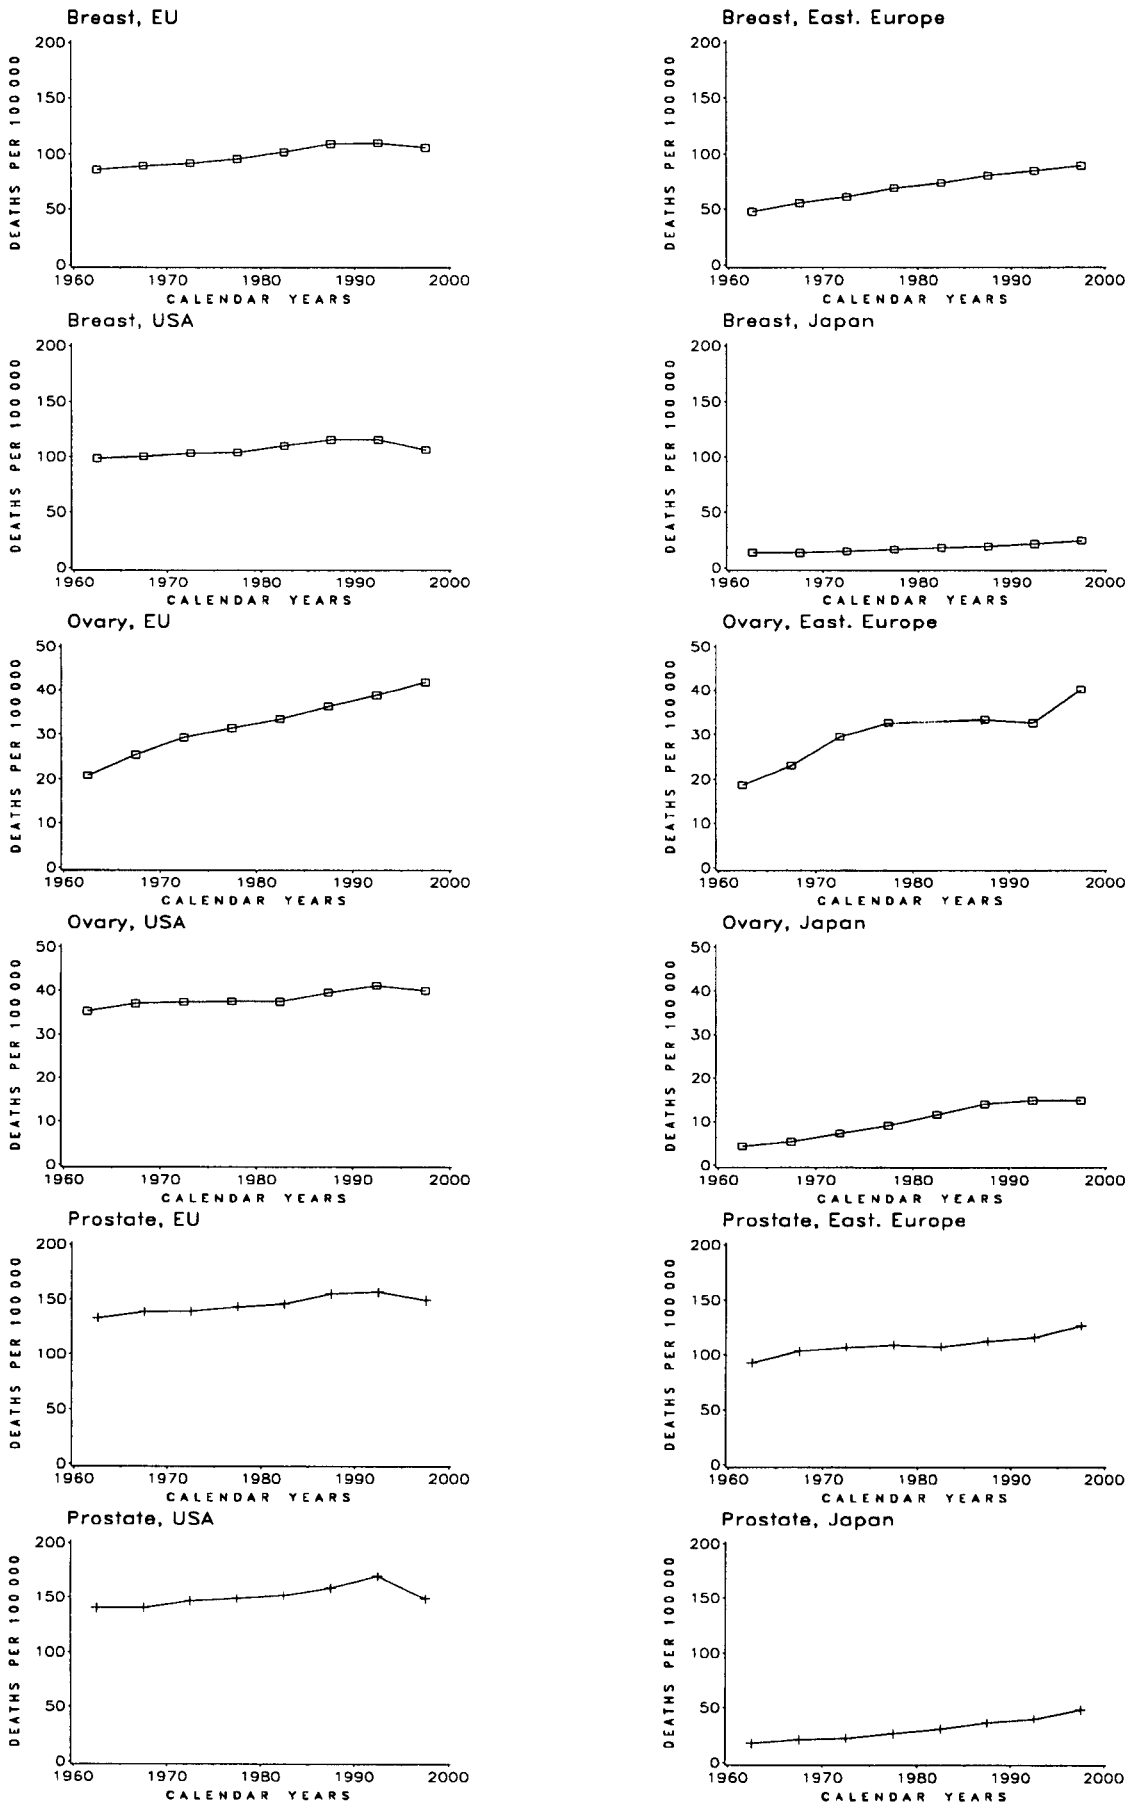 Breast, EU
200
150
100
50
0
DEATHS PER 100 000
1960 1970 1980 1990 2000
CALENDAR YEARS
Breast, East. Europe
200
150
100
50
0
DEATHS PER 100 000
1960 1970 1980 1990 2000
CALENDAR YEARS
Breast, USA
200
150
100
50
0
DEATHS PER 100 000
1960 1970 1980 1990 2000
CALENDAR YEARS
Breast, Japan
200
150
100
50
0
DEATHS PER 100 000
1960 1970 1980 1990 2000
CALENDAR YEARS
Ovary, EU
50
40
30
20
10
0
DEATHS PER 100 000
1960 1970 1980 1990 2000
CALENDAR YEARS
Ovary, East. Europe
50
40
30
20
10
0
DEATHS PER 100 000
1960 1970 1980 1990 2000
CALENDAR YEARS
Ovary, USA
50
40
30
20
10
0
DEATHS PER 100 000
1960 1970 1980 1990 2000
CALENDAR YEARS
Ovary, Japan
50
40
30
20
10
0
DEATHS PER 100 000
1960 1970 1980 1990 2000
CALENDAR YEARS
Prostate, EU
200
150
100
50
0
DEATHS PER 100 000
1960 1970 1980 1990 2000
CALENDAR YEARS
Prostate, East. Europe
200
150
100
50
0
DEATHS PER 100 000
1960 1970 1980 1990 2000
CALENDAR YEARS
Prostate, USA
200
150
100
50
0
DEATHS PER 100 000
1960 1970 1980 1990 2000
CALENDAR YEARS
Prostate, Japan
200
150
100
50
0
DEATHS PER 100 000
1960 1970 1980 1990 2000
CALENDAR YEARS